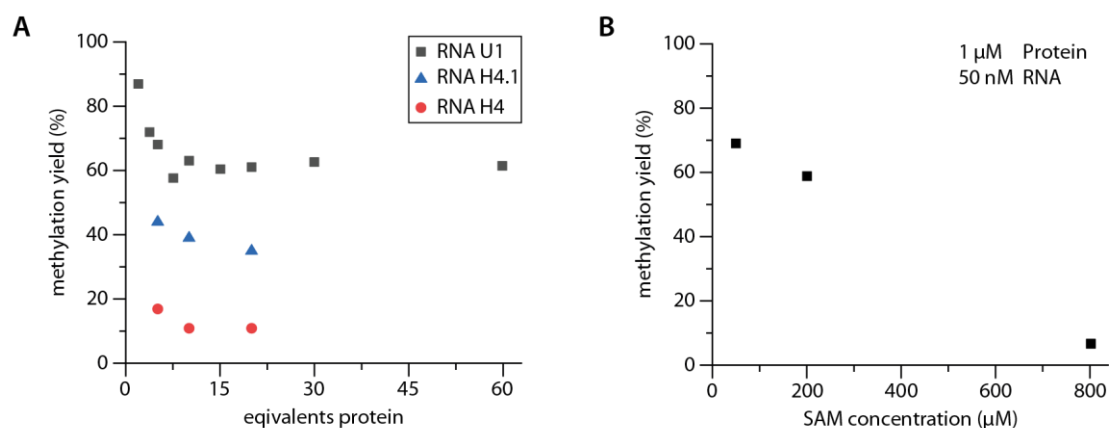 A
100
80
60
40
20
0
methylation yield (%)
RNA U1
RNA H4.1
RNA H4
0 15 30 45 60
eqivalents protein
B
100
80
60
40
20
0
methylation yield (%)
1 µM Protein
50 nM RNA
0 200 400 600 800
SAM concentration (µM)